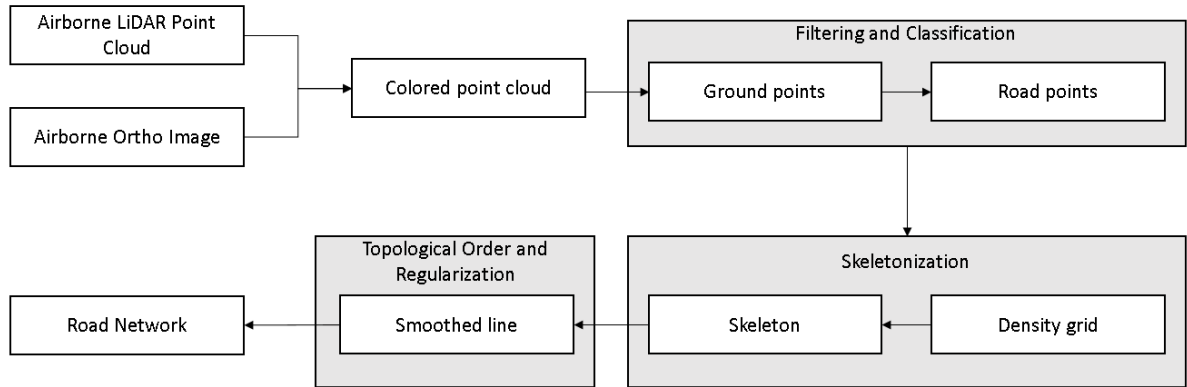 Airborne LiDAR Point
Cloud
Airborne Ortho Image
Colored point cloud
Filtering and Classification
Ground points
Road points
Skeletonization
Density grid
Skeleton
Topological Order and
Regularization
Smoothed line
Road Network